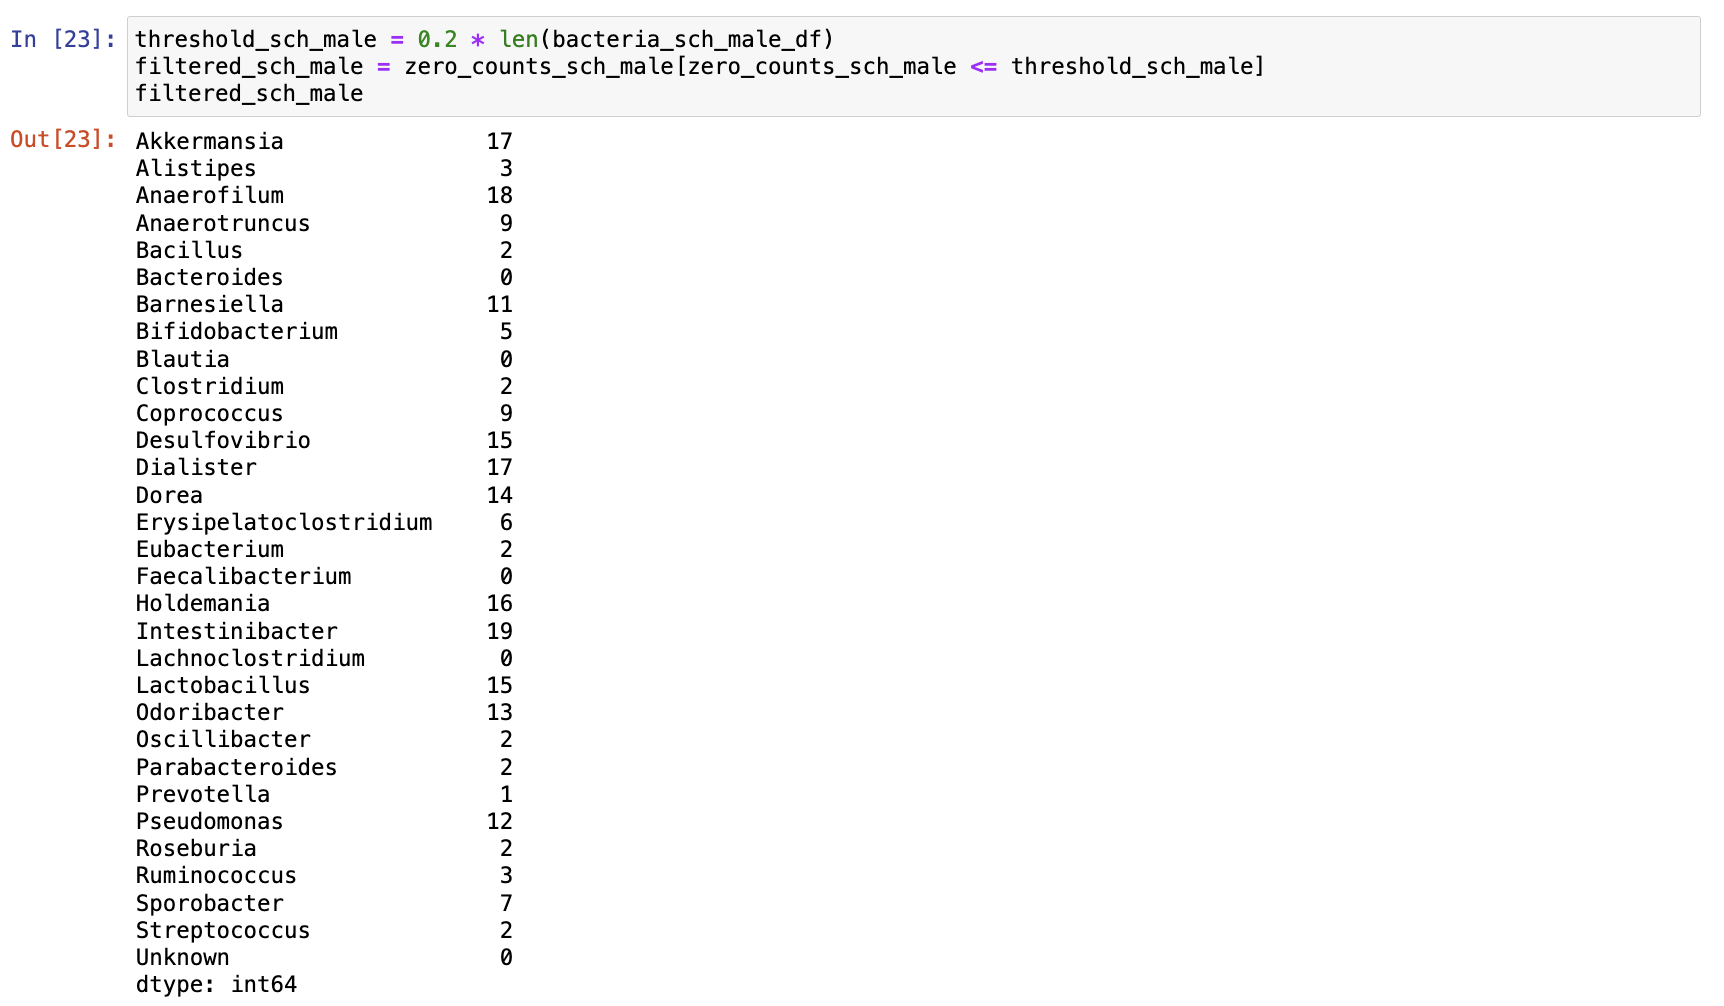 In [23]: threshold_sch_male = 0.2 * len(bacteria_sch_male_df)
filtered_sch_male = zero_counts_sch_male[zero_counts_sch_male <= threshold_sch_male]
filtered_sch_male
Out[23]: Akkermansia 17
Alistipes 3
Anaerofilum 18
Anaerotruncus 9
Bacillus 2
Bacteroides 0
Barnesiella 11
Bifidobacterium 5
Blautia 0
Clostridium 2
Coprococcus 9
Desulfovibrio 15
Dialister 17
Dorea 14
Erysipelatoclostridium 6
Eubacterium 2
Faecalibacterium 0
Holdemania 16
Intestinibacter 19
Lachnoclostridium 0
Lactobacillus 15
Odoribacter 13
Oscillibacter 2
Parabacteroides 2
Prevotella 1
Pseudomonas 12
Roseburia 2
Ruminococcus 3
Sporobacter 7
Streptococcus 2
Unknown 0
dtype: int64